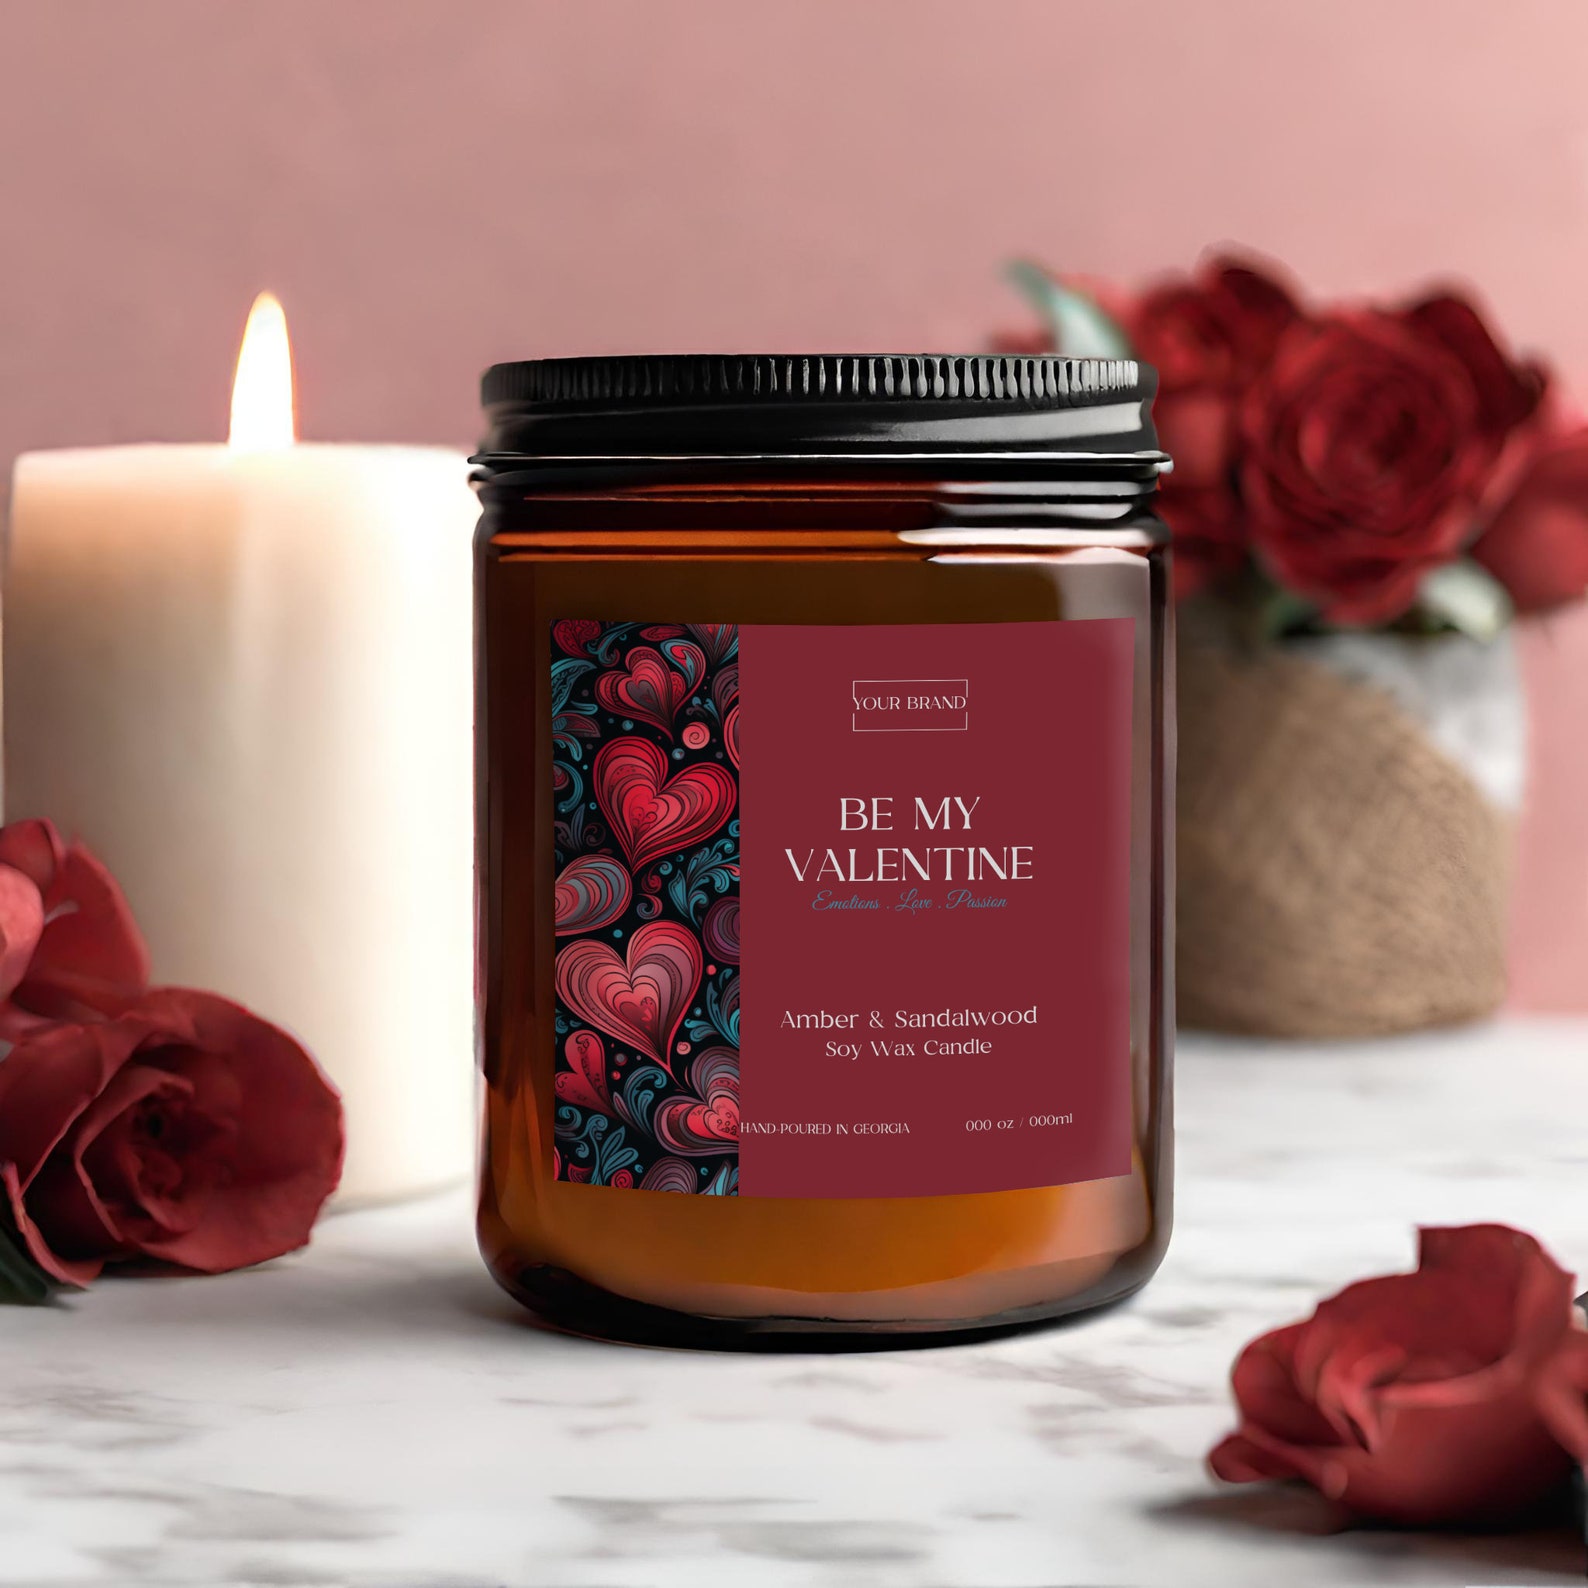 YOUR BRAND
BE MY
VALENTINE
Emotions . Love . Passion
Amber & Sandalwood
Soy Wax Candle
HAND-POURED IN GEORGIA
000 oz / 000ml